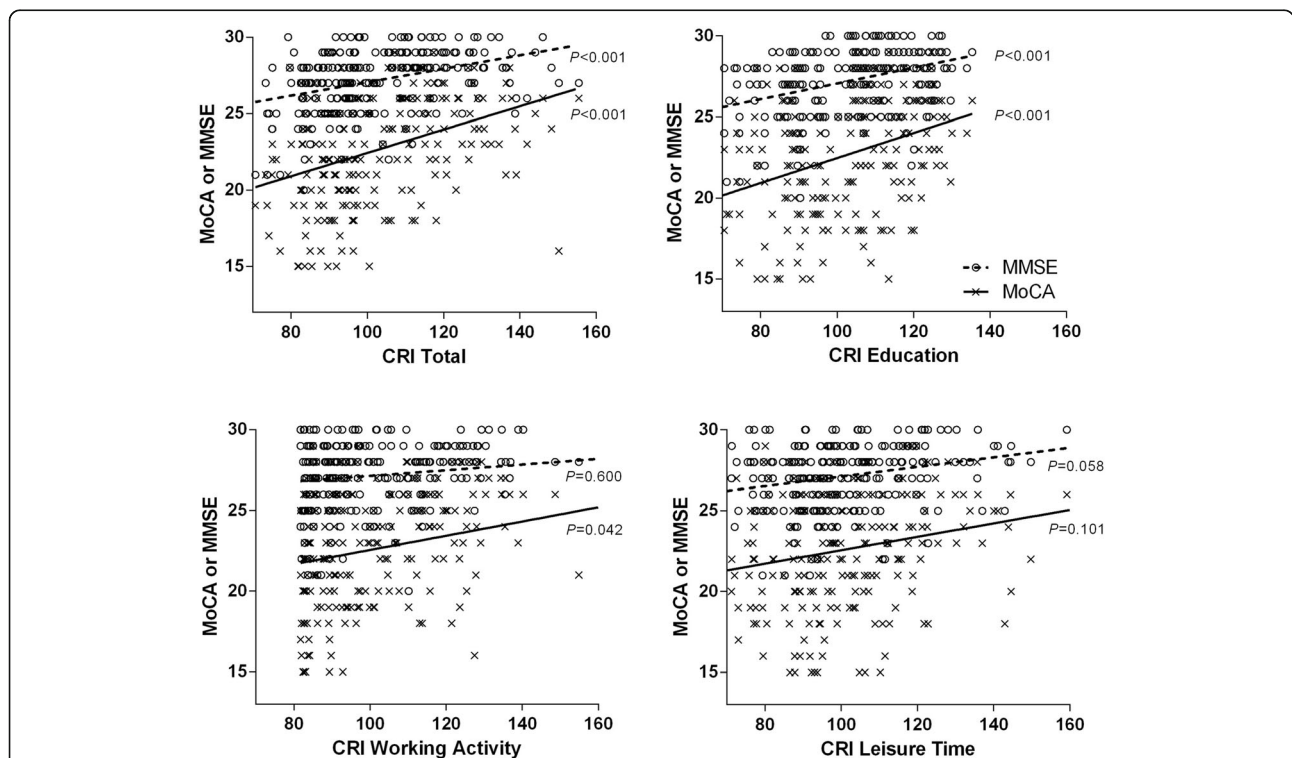 30
25
20
15
MoCA or MMSE
P<0.001
P<0.001
80 100 120 140 160
CRI Total
30
25
20
15
MoCA or MMSE
P<0.001
P<0.001
MMSE
MoCA
80 100 120 140 160
CRI Education
30
25
20
15
MoCA or MMSE
P=0.600
P=0.042
80 100 120 140 160
CRI Working Activity
30
25
20
15
MoCA or MMSE
P=0.058
P=0.101
80 100 120 140 160
CRI Leisure Time